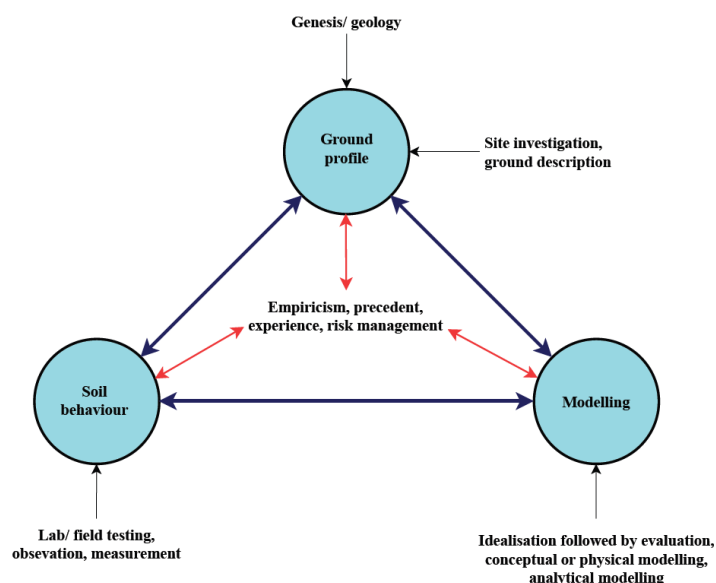 Genesis/ geology
Ground
profile
Site investigation,
ground description
Empiricism, precedent,
experience, risk management
Soil
behaviour
Modelling
Lab/ field testing,
obsevation, measurement
Idealisation followed by evaluation,
conceptual or physical modelling,
analytical modelling